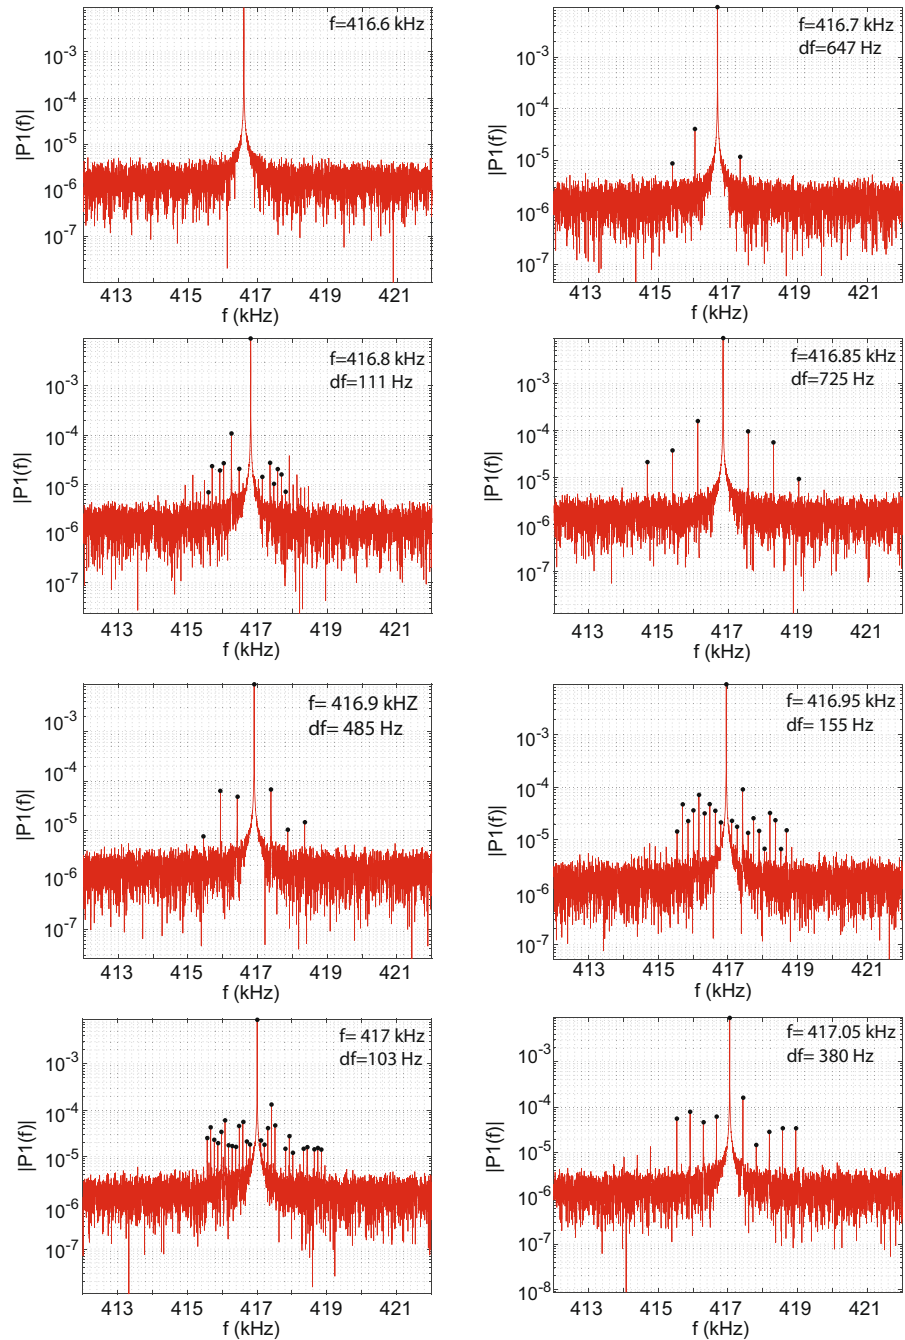 f=416.6 kHz
|P1(f)|
10-3
10-4
10-5
10-6
10-7
413 415 417 419 421
f (kHz)
f=416.7 kHz
df=647 Hz
|P1(f)|
10-3
10-4
10-5
10-6
10-7
413 415 417 419 421
f (kHz)
f=416.8 kHz
df=111 Hz
|P1(f)|
10-3
10-4
10-5
10-6
10-7
413 415 417 419 421
f (kHz)
f=416.85 kHz
df=725 Hz
|P1(f)|
10-3
10-4
10-5
10-6
10-7
413 415 417 419 421
f (kHz)
f= 416.9 kHZ
df= 485 Hz
|P1(f)|
10-3
10-4
10-5
10-6
10-7
413 415 417 419 421
f (kHz)
f= 416.95 kHz
df= 155 Hz
|P1(f)|
10-3
10-4
10-5
10-6
10-7
413 415 417 419 421
f (kHz)
f= 417 kHz
df=103 Hz
|P1(f)|
10-3
10-4
10-5
10-6
10-7
413 415 417 419 421
f (kHz)
f= 417.05 kHz
df= 380 Hz
|P1(f)|
10-3
10-4
10-5
10-6
10-7
10-8
413 415 417 419 421
f (kHz)